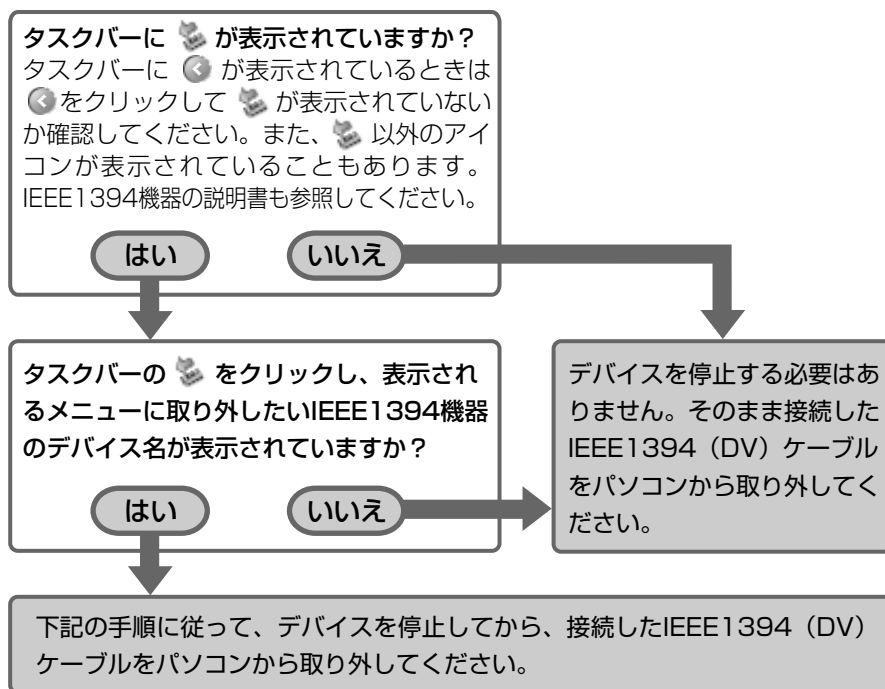 タスクバーに が表示されていますか？
タスクバーに が表示されているときは
をクリックして が表示されていない
か確認してください。また、 以外のアイ
コンが表示されていることもあります。
IEEE1394機器の説明書も参照してください。
はい いいえ
タスクバーの をクリックし、表示され
るメニューに取り外したいIEEE1394機器
のデバイス名が表示されていますか？
はい いいえ
デバイスを停止する必要はあ
りません。そのまま接続した
IEEE1394（DV）ケーブル
をパソコンから取り外してく
ださい。
下記の手順に従って、デバイスを停止してから、接続したIEEE1394（DV）
ケーブルをパソコンから取り外してください。